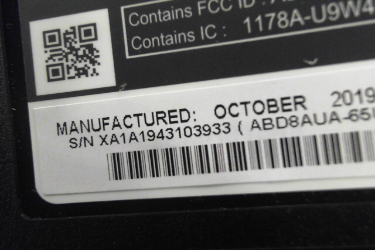 Contains FCC ID :
Contains IC : 1178A-U9W4
MANUFACTURED: OCTOBER 2019
S/N XA1A1943103933 ( ABD8AUA-65